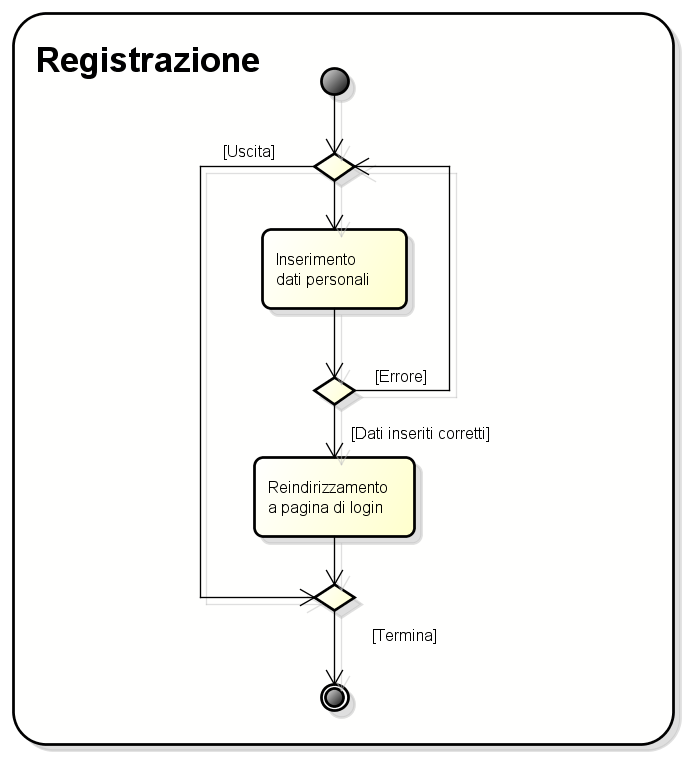 Registrazione
[Uscita]
Inserimento
dati personali
[Errore]
[Dati inseriti corretti]
Reindirizzamento
a pagina di login
[Termina]